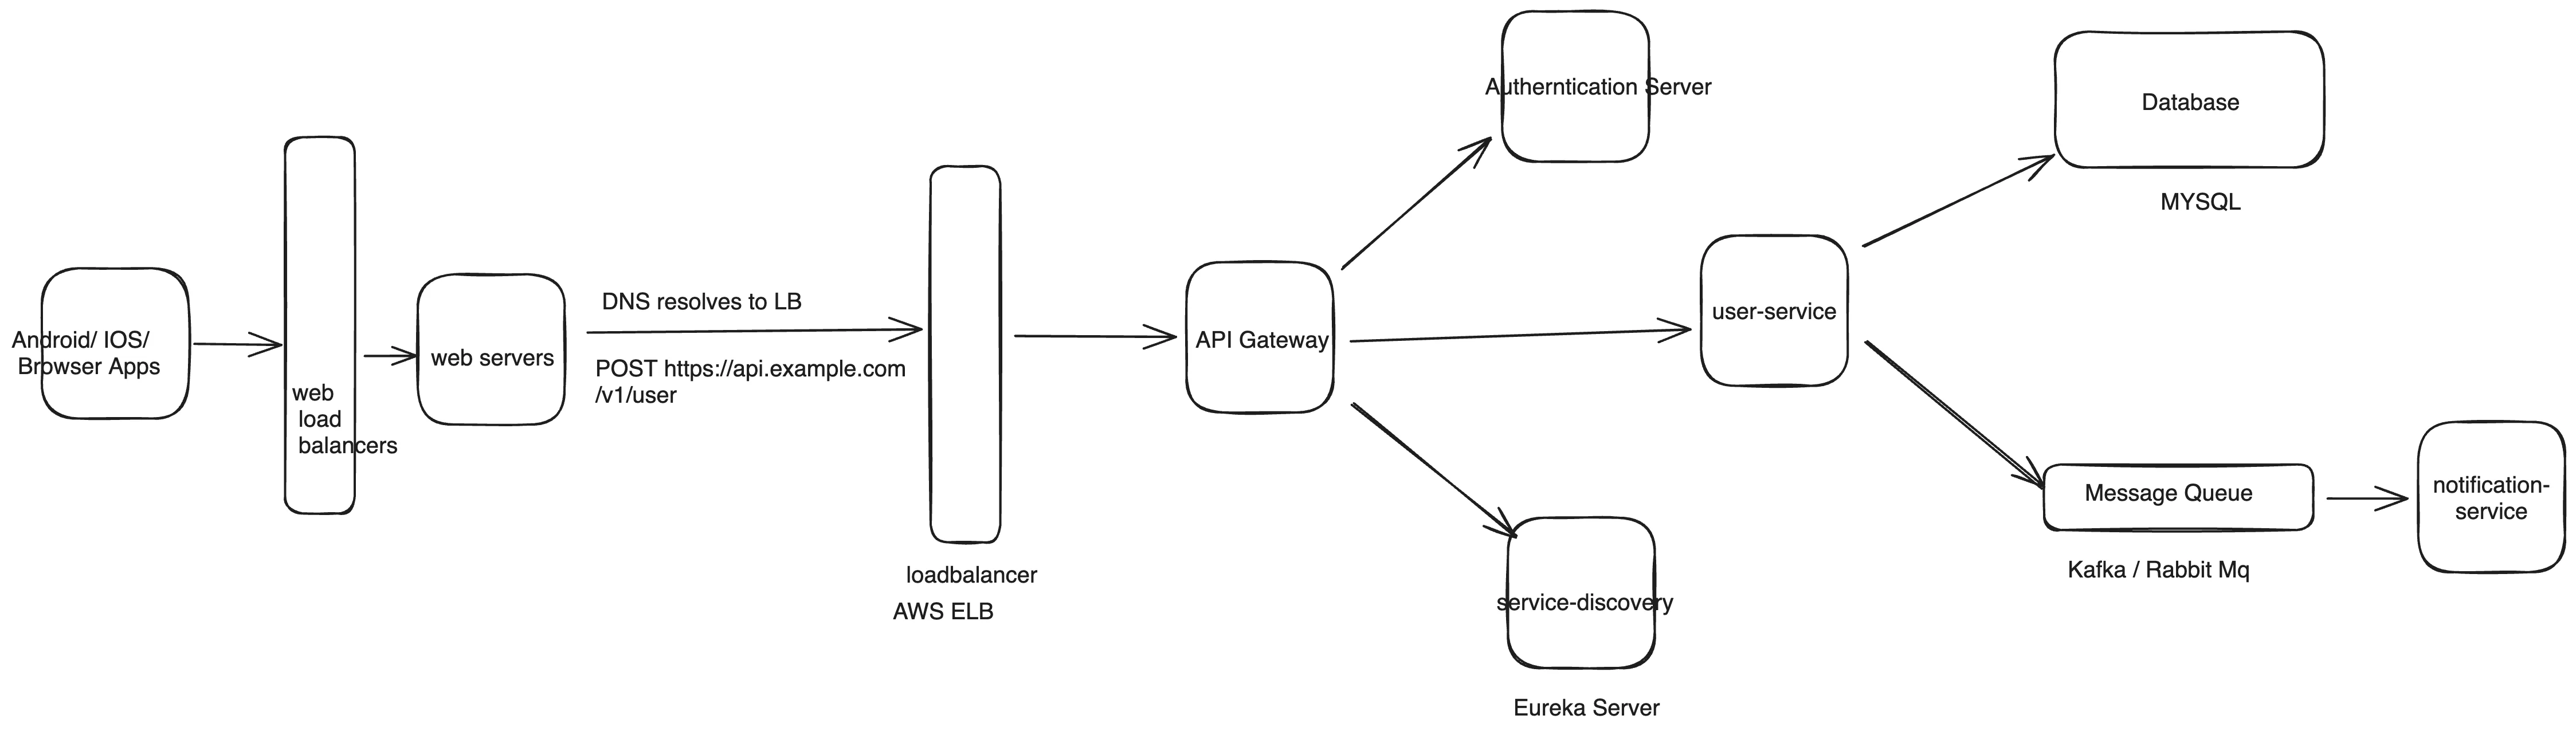 Android/ IOS/
Browser Apps
web
load
balancers
web servers
DNS resolves to LB
POST https://api.example.com
/v1/user
loadbalancer
AWS ELB
API Gateway
Autherntication Server
user-service
service-discovery
Eureka Server
Database
MYSQL
Message Queue
Kafka / Rabbit Mq
notification-
service